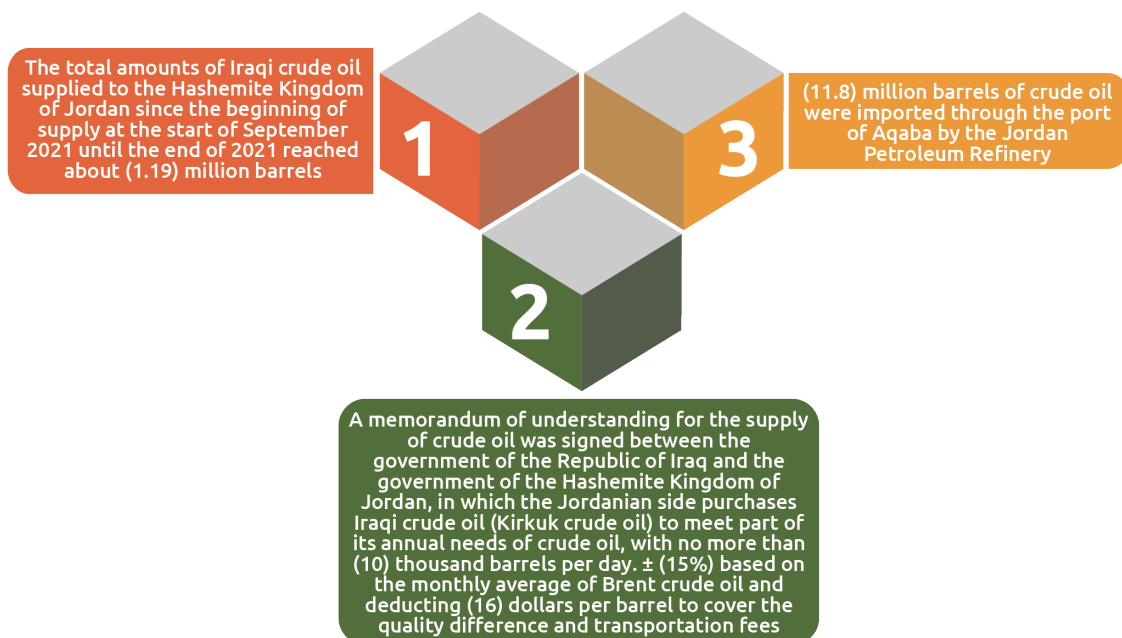 The total amounts of Iraqi crude oil
supplied to the Hashemite Kingdom
of Jordan since the beginning of
supply at the start of September
2021 until the end of 2021 reached
about (1.19) million barrels
1
2
A memorandum of understanding for the supply
of crude oil was signed between the
government of the Republic of Iraq and the
government of the Hashemite Kingdom of
Jordan, in which the Jordanian side purchases
Iraqi crude oil (Kirkuk crude oil) to meet part of
its annual needs of crude oil, with no more than
(10) thousand barrels per day. ± (15%) based on
the monthly average of Brent crude oil and
deducting (16) dollars per barrel to cover the
quality difference and transportation fees
3
(11.8) million barrels of crude oil
were imported through the port
of Aqaba by the Jordan
Petroleum Refinery